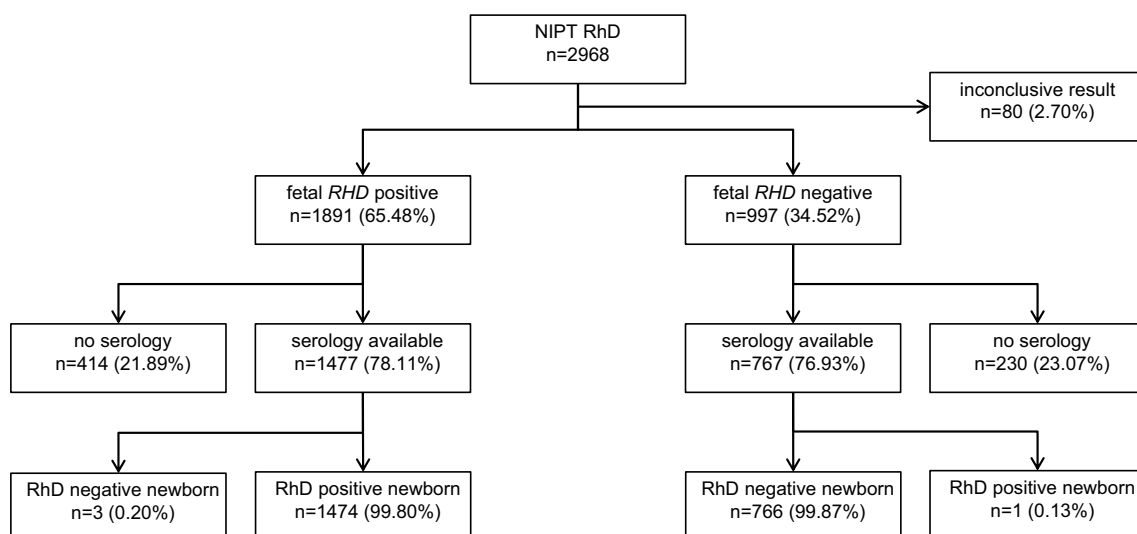 NIPT RhD
n=2968
inconclusive result
n=80 (2.70%)
fetal RHD positive
n=1891 (65.48%)
fetal RHD negative
n=997 (34.52%)
no serology
n=414 (21.89%)
serology available
n=1477 (78.11%)
serology available
n=767 (76.93%)
no serology
n=230 (23.07%)
RhD negative newborn
n=3 (0.20%)
RhD positive newborn
n=1474 (99.80%)
RhD negative newborn
n=766 (99.87%)
RhD positive newborn
n=1 (0.13%)